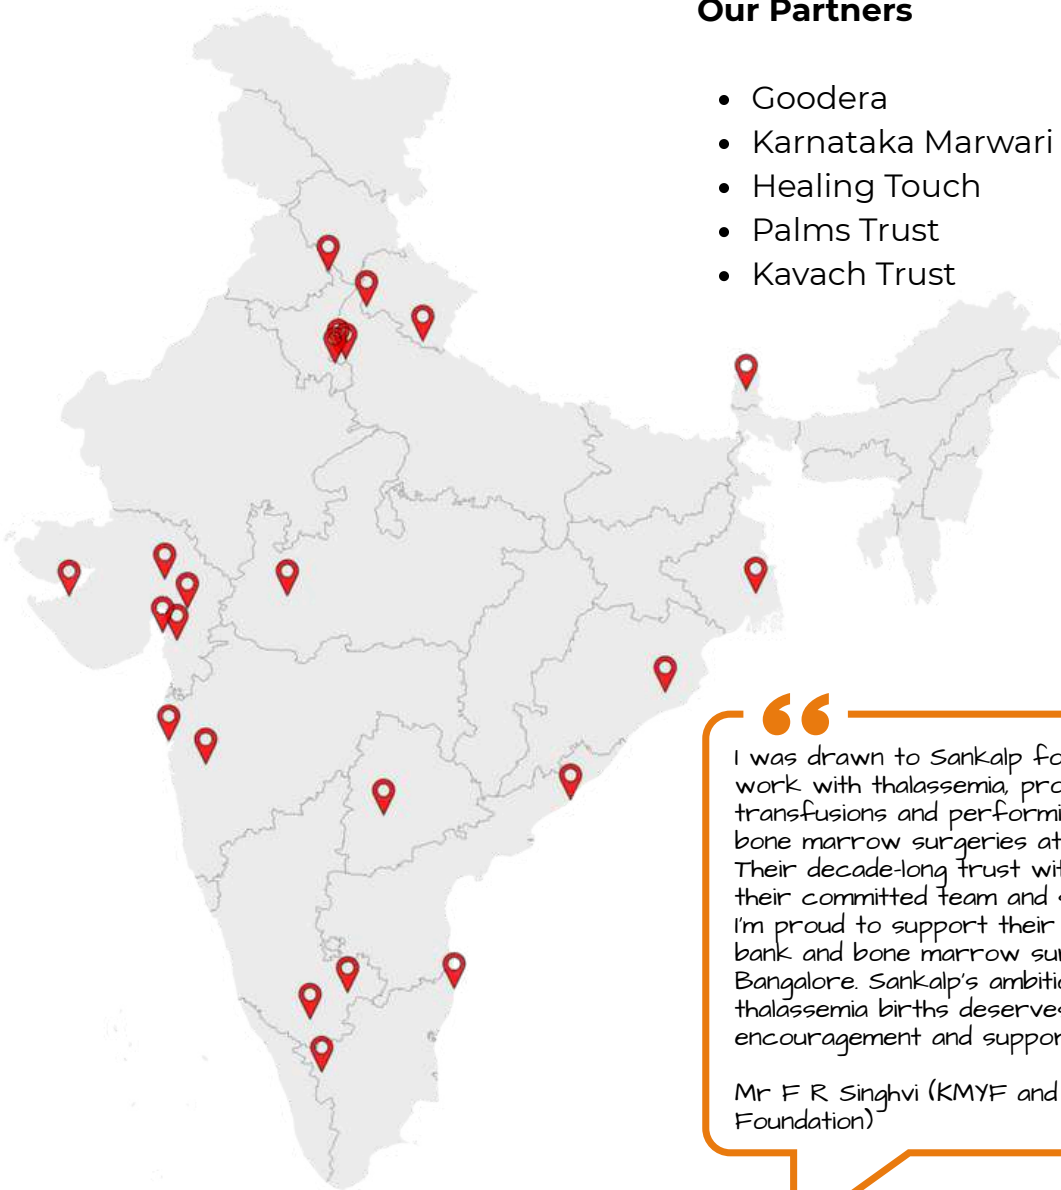 Our Partners
Goodera
Karnataka Marwari
Healing Touch
Palms Trust
Kavach Trust
I was drawn to Sankalp fo
work with thalassemia, pro
transfusions and performi
bone marrow surgeries at
Their decade-long trust wit
their committed team and s
I'm proud to support their
bank and bone marrow sur
Bangalore. Sankalp's ambiti
thalassemia births deserves
encouragement and suppor
Mr F R Singhvi (KMYF and
Foundation)